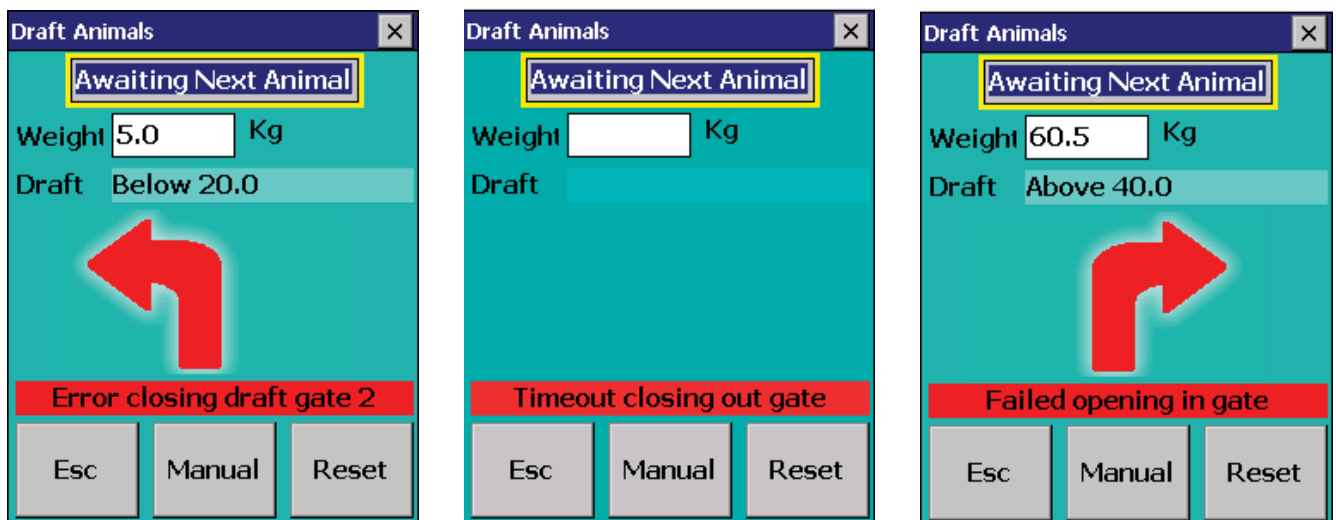 Draft Animals
Awaiting Next Animal
Weight 5.0 Kg
Draft Below 20.0
Error closing draft gate 2
Esc Manual Reset
Draft Animals
Awaiting Next Animal
Weight Kg
Draft
Timeout closing out gate
Esc Manual Reset
Draft Animals
Awaiting Next Animal
Weight 60.5 Kg
Draft Above 40.0
Failed opening in gate
Esc Manual Reset